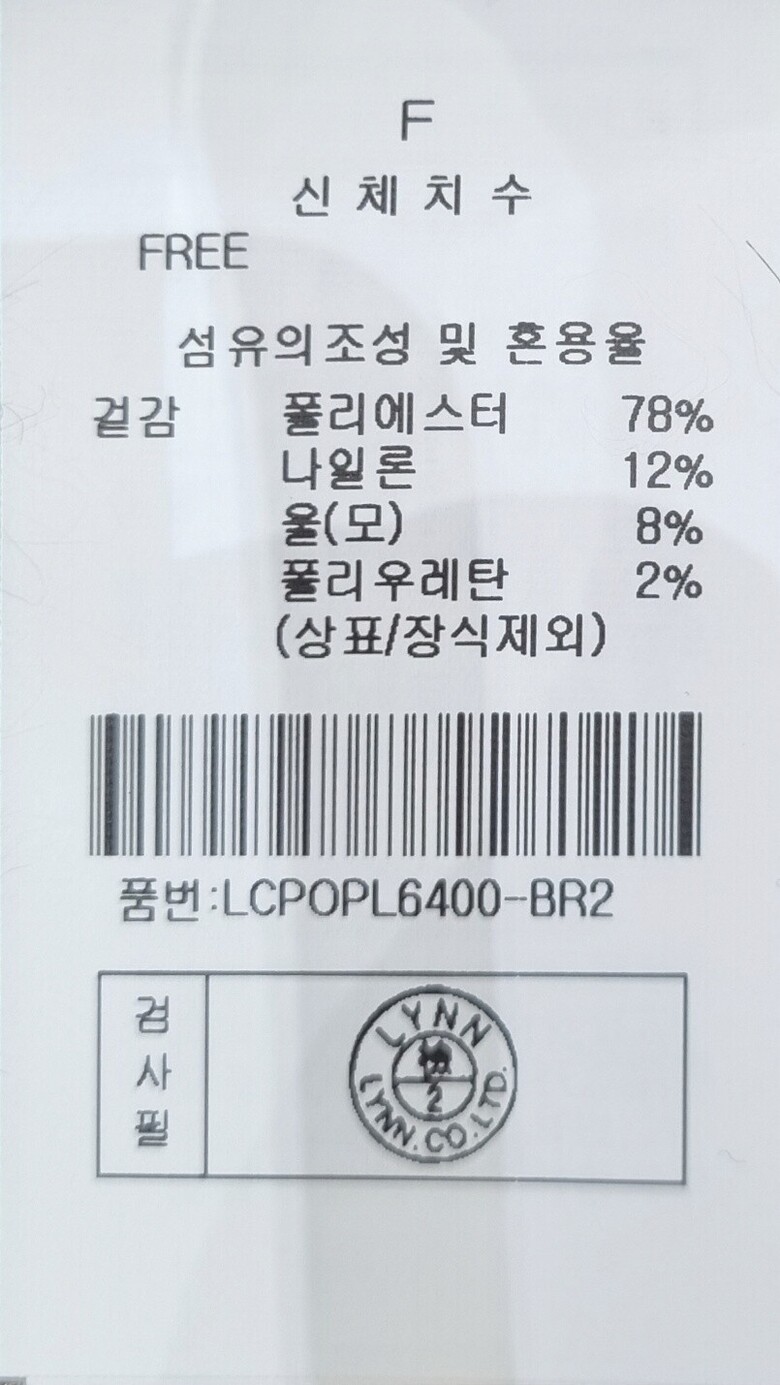 F
신체치수
FREE
섬유의조성 및 혼용율
겉감 폴리에스터 78%
나일론 12%
울(모) 8%
폴리우레탄 2%
(상표/장식제외)
품번:LCPOPL6400-BR2
검사필
LYNN
2
LYNN.CO.LTD.